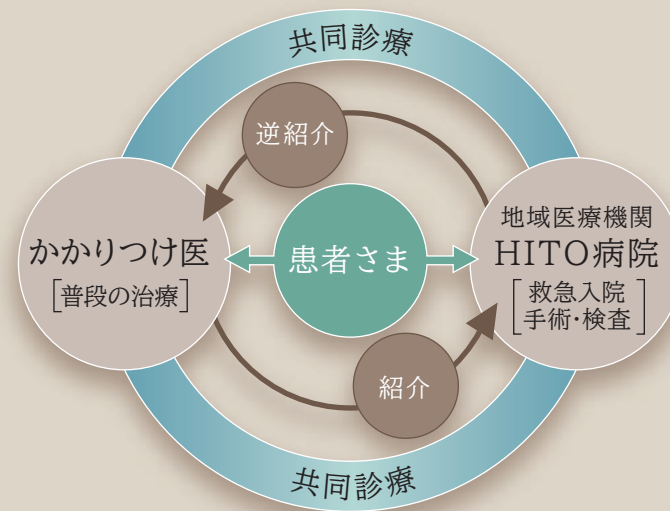 共同診療
逆紹介
かかりつけ医
[普段の治療]
患者さま
地域医療機関
HITO病院
[救急入院
手術・検査]
紹介
共同診療